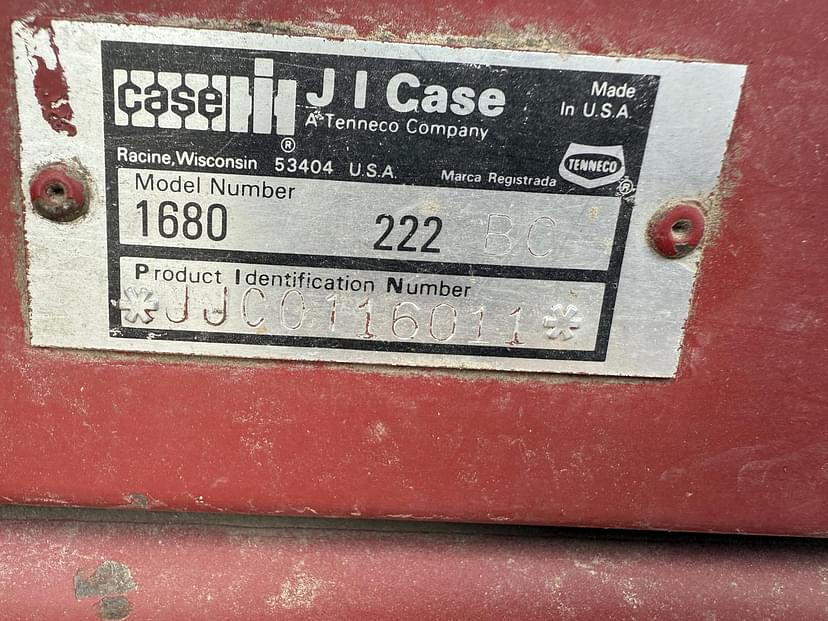 case IH
®
J I Case
A Tenneco Company
Made
In U.S.A.
Racine, Wisconsin 53404 U.S.A.
Marca Registrada
TENNECO
®
Model Number
1680 222 BC
Product Identification Number
*JJC0116011*